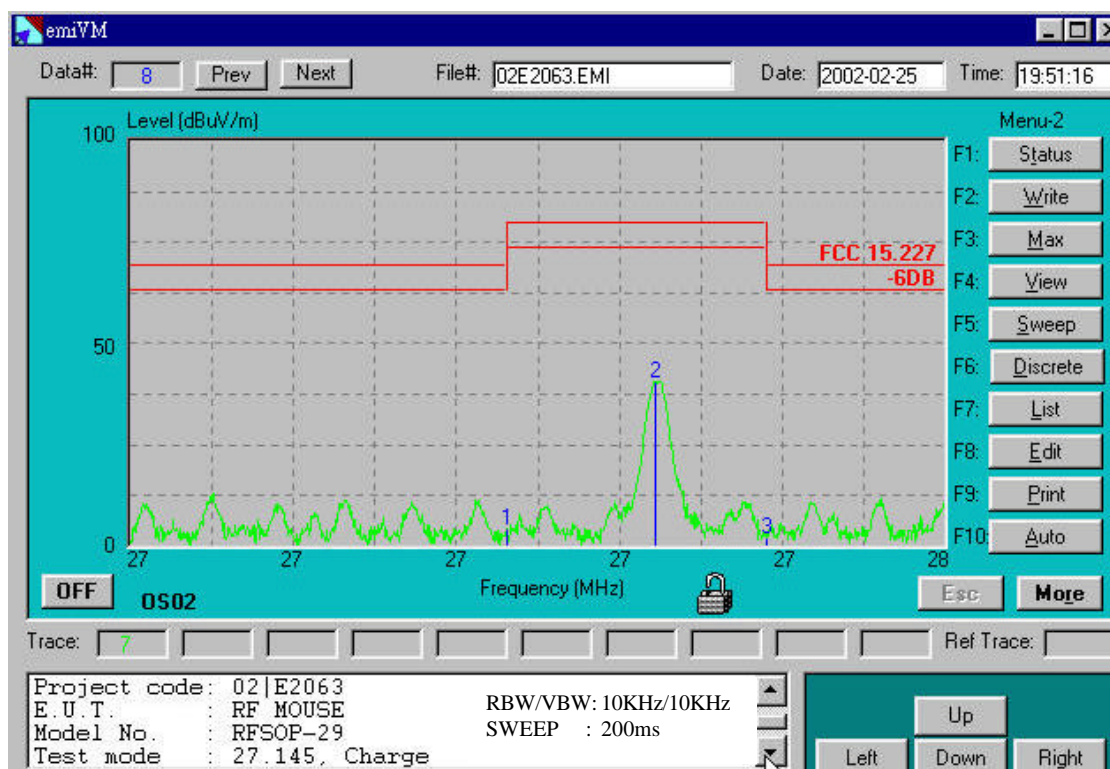 emiVM
Data#: 8 Prev Next File#: 02E2063.EMI Date: 2002-02-25 Time: 19:51:16
Level (dBuV/m) Menu-2
100
50
0
FCC 15.227
-6DB
1
2
3
27 27 27 27 27 28
Frequency (MHz)
F1: Status
F2: Write
F3: Max
F4: View
F5: Sweep
F6: Discrete
F7: List
F8: Edit
F9: Print
F10: Auto
OFF OS02 Esc More
Trace: 7 Ref Trace:
Project code: 02|E2063
E.U.T. : RF MOUSE
Model No. : RFSOP-29
Test mode : 27.145, Charge
RBW/VBW: 10KHz/10KHz
SWEEP : 200ms
Up
Left Down Right